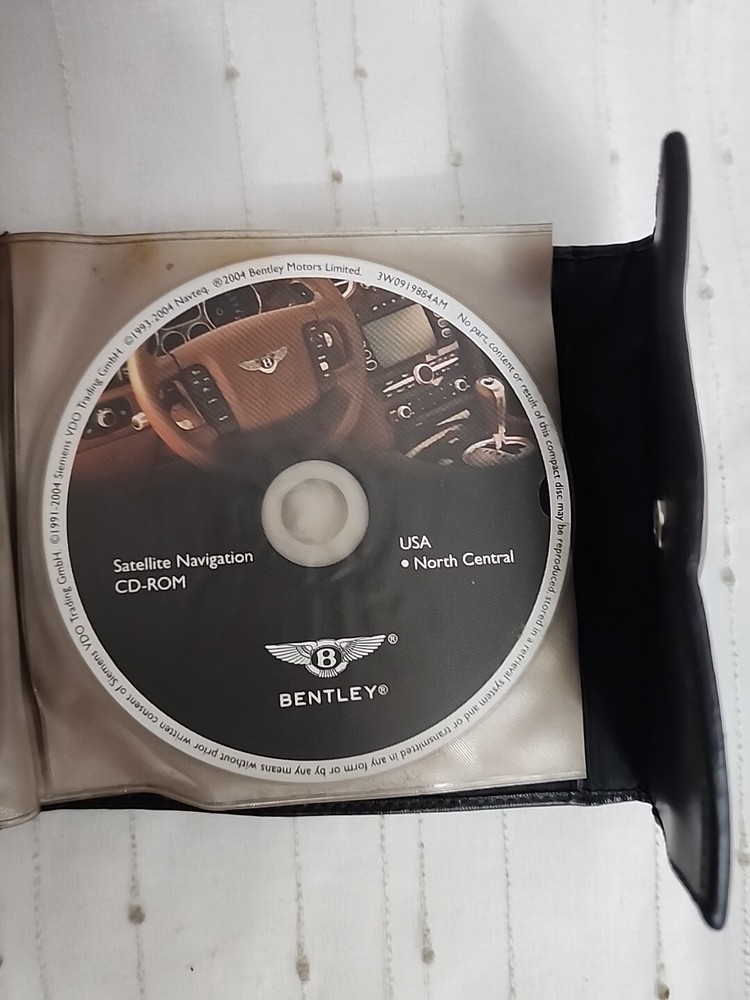 ©1991-2004 Siemens VDO Trading GmbH. ©1993-2004 Navteq. ®2004 Bentley Motors Limited. 3W0919884AM No part, content or result of this compact disc may be reproduced, stored in a retrieval system and/or transmitted in any form or by any means without prior written consent of Siemens VDO Trading GmbH.
Satellite Navigation
CD-ROM
USA
• North Central
B ®
BENTLEY®